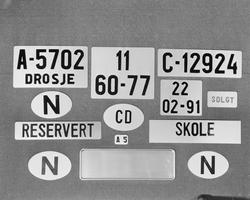 A-5702
DROSJE
11
60-77
C-12924
22
02-91
SOLGT
N
CD
RESERVERT
A 5
SKOLE
N
N